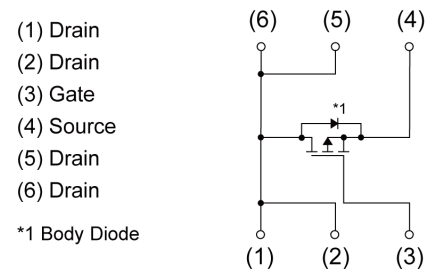 (1) Drain
(2) Drain
(3) Gate
(4) Source
(5) Drain
(6) Drain
*1 Body Diode
(6) (5) (4)
*1
(1) (2) (3)